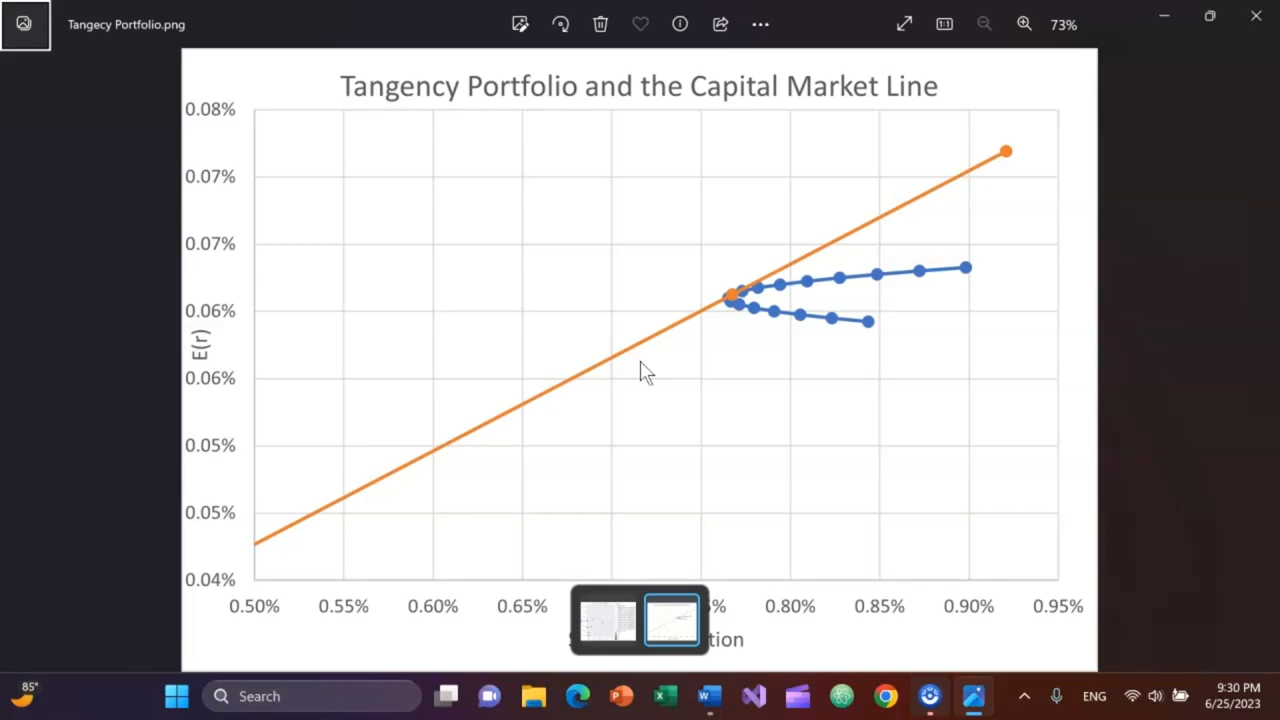 Tangecy Portfolio.png
73%
Tangency Portfolio and the Capital Market Line
0.08%
0.07%
0.07%
0.06%
0.06%
0.05%
0.05%
0.04%
E(r)
0.50% 0.55% 0.60% 0.65% 0.80% 0.85% 0.90% 0.95%
tion
85°
Search
ENG
9:30 PM
6/25/2023